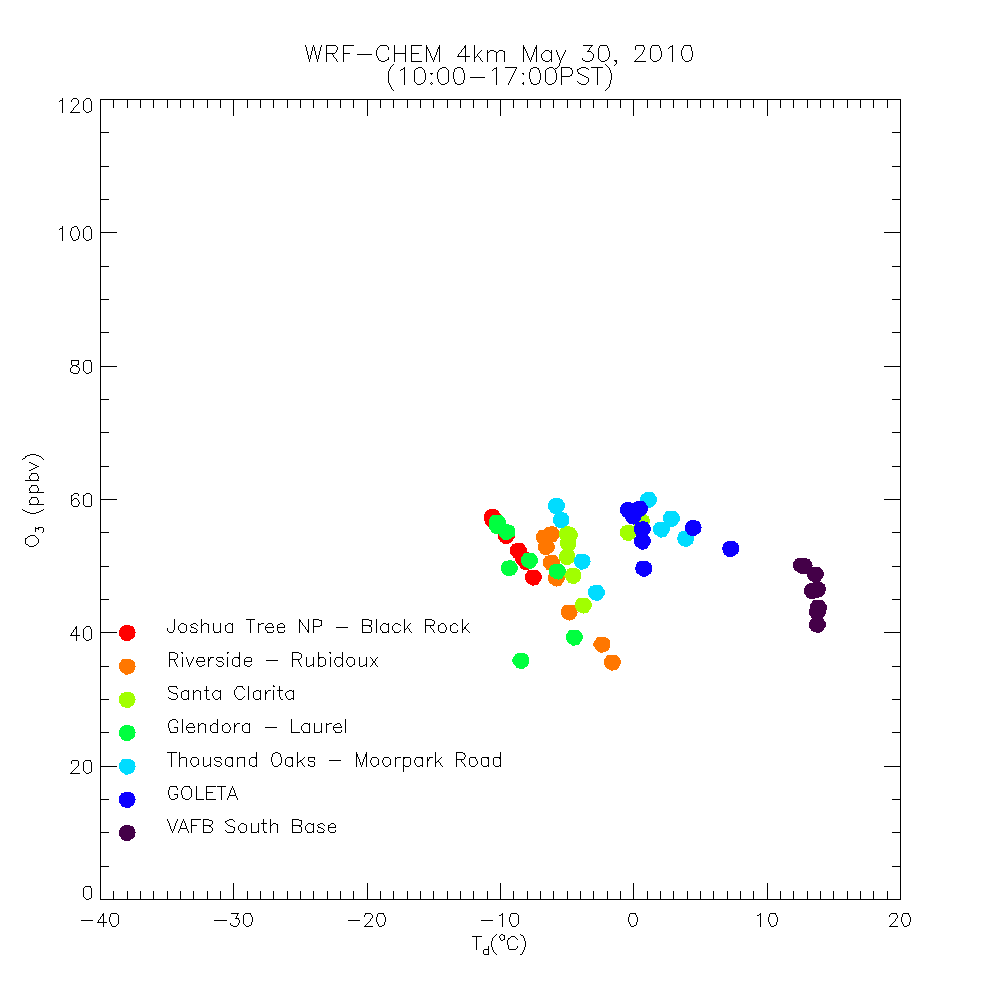 WRF-CHEM 4km May 30, 2010
(10:00-17:00PST)
120
100
80
60
40
20
0
O3 (ppbv)
Joshua Tree NP - Black Rock
Riverside - Rubidoux
Santa Clarita
Glendora - Laurel
Thousand Oaks - Moorpark Road
GOLETA
VAFB South Base
-40 -30 -20 -10 0 10 20
Td(°C)